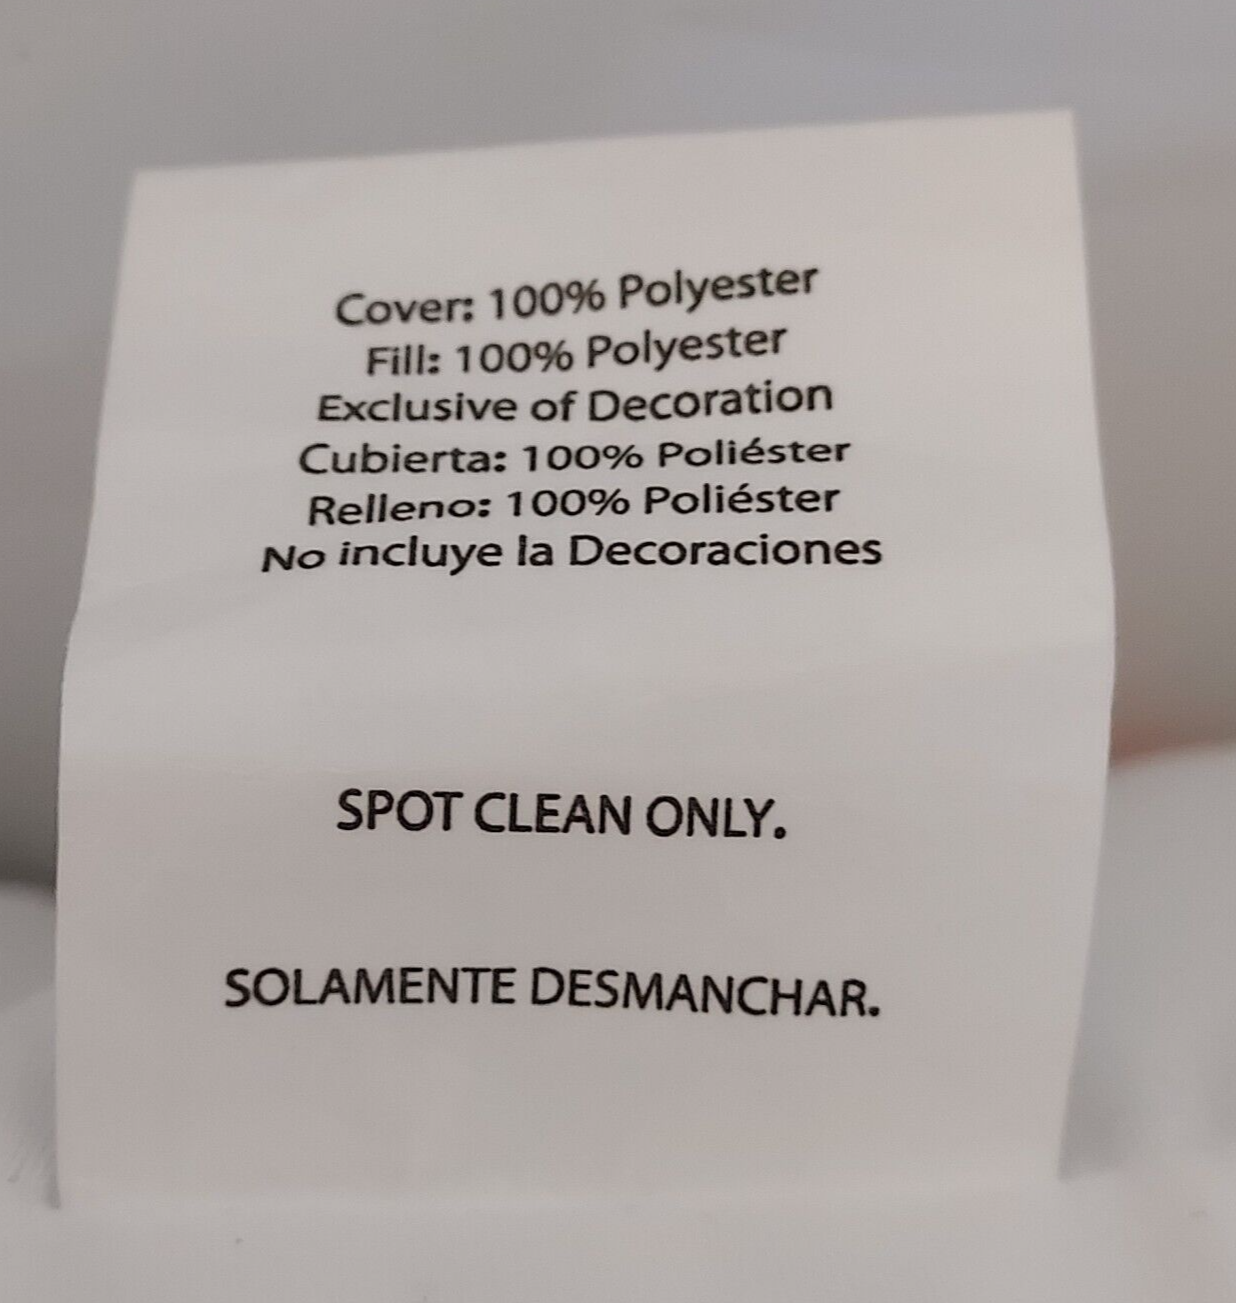 Cover: 100% Polyester
Fill: 100% Polyester
Exclusive of Decoration
Cubierta: 100% Poliéster
Relleno: 100% Poliéster
No incluye la Decoraciones
SPOT CLEAN ONLY.
SOLAMENTE DESMANCHAR.